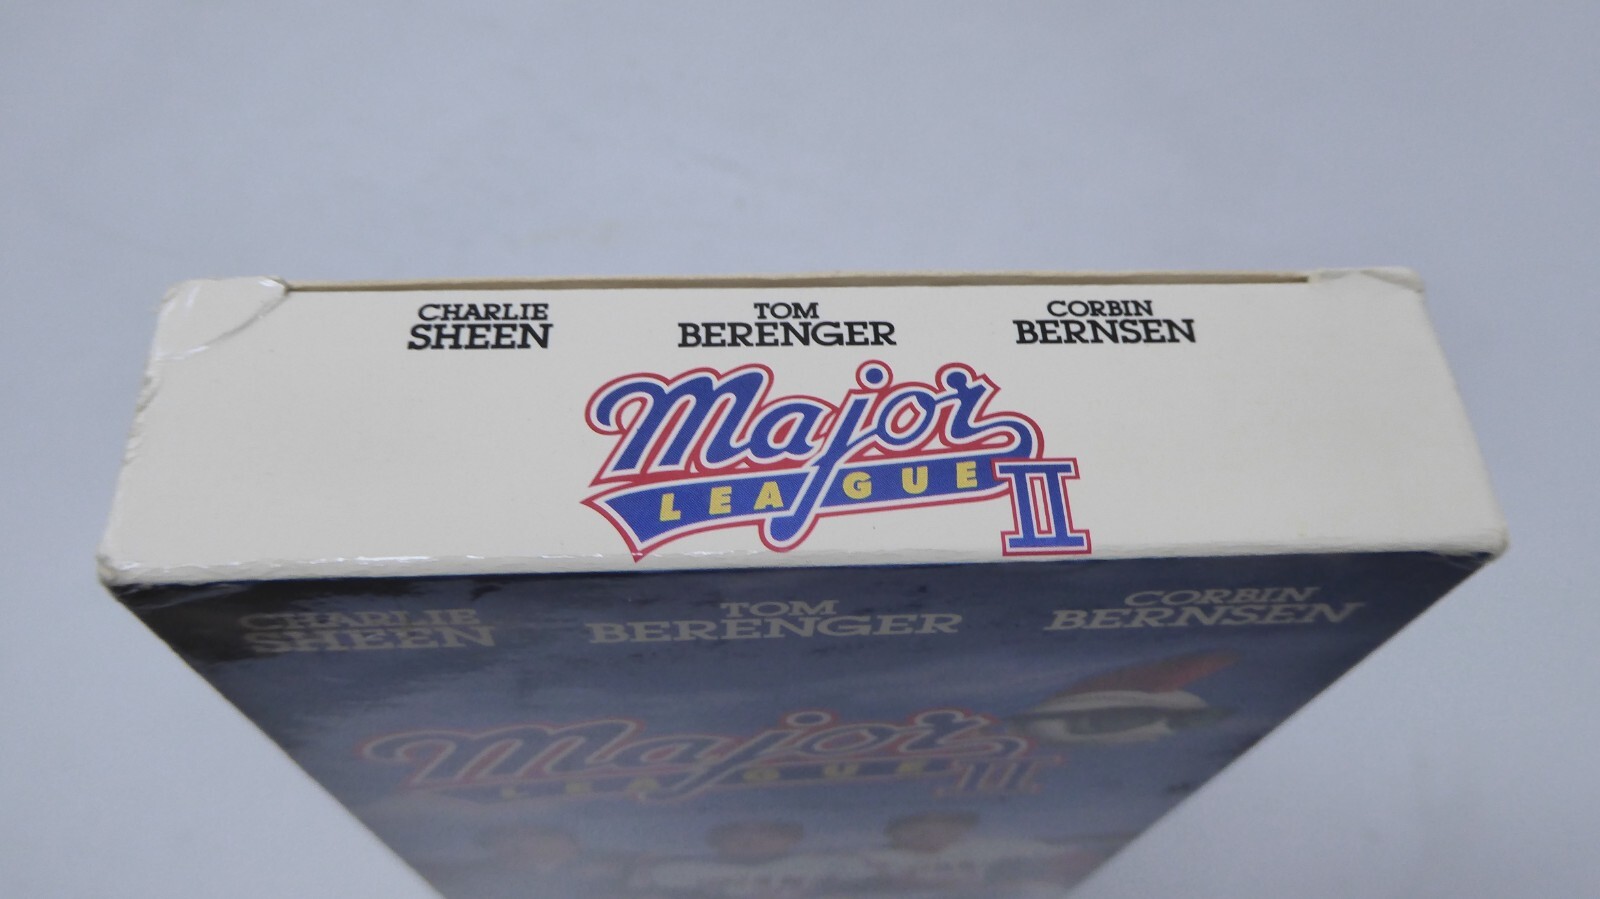 CHARLIE TOM CORBIN
SHEEN BERENGER BERNSEN
Major
LEAGUE II
CHARLIE TOM CORBIN
SHEEN BERENGER BERNSEN
Major
LEAGUE II